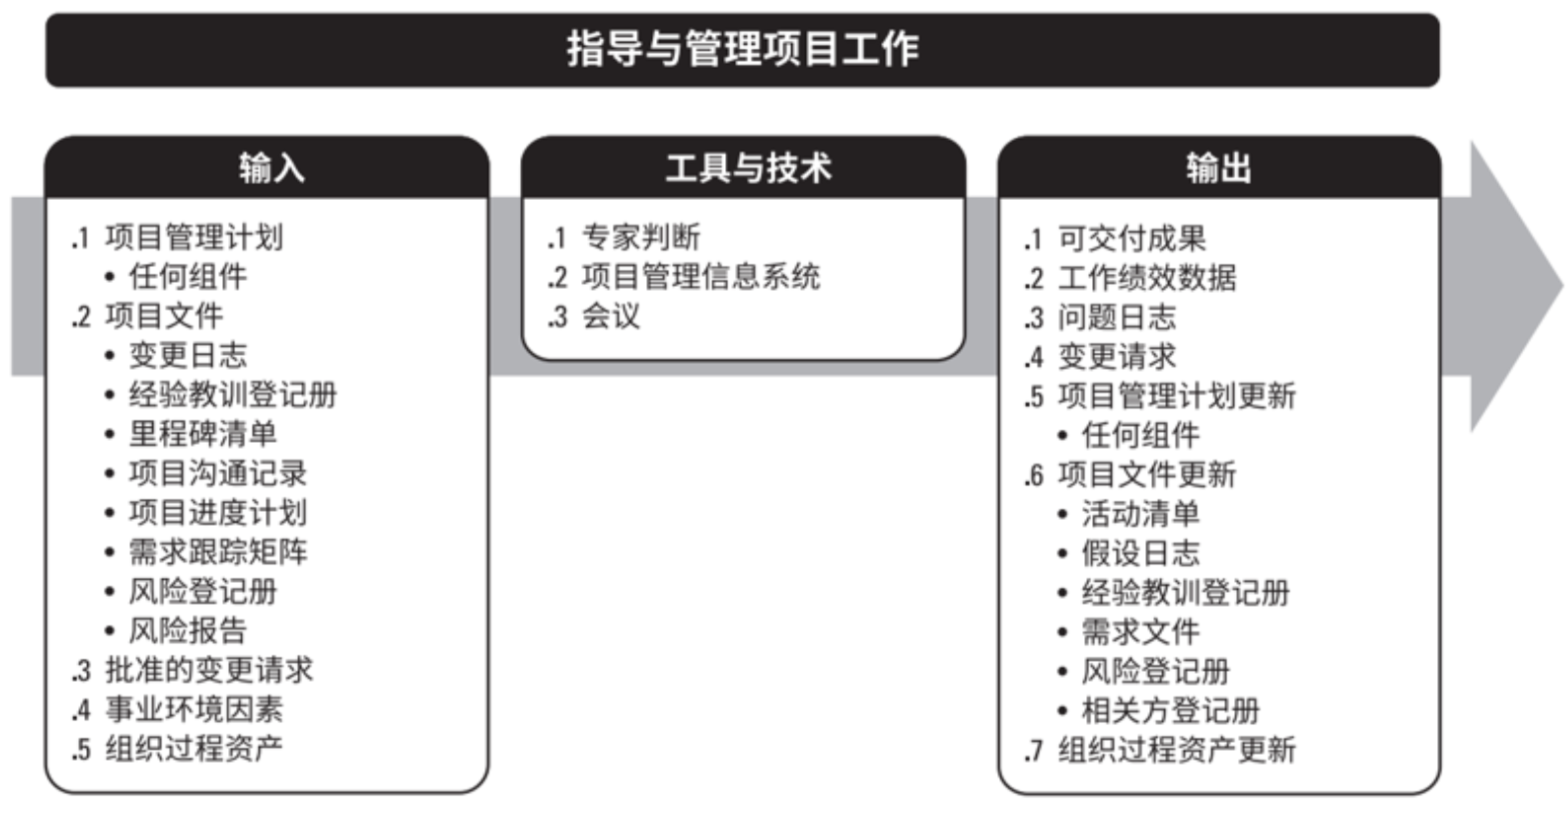 指导与管理项目工作
输入
.1 项目管理计划
• 任何组件
.2 项目文件
• 变更日志
• 经验教训登记册
• 里程碑清单
• 项目沟通记录
• 项目进度计划
• 需求跟踪矩阵
• 风险登记册
• 风险报告
.3 批准的变更请求
.4 事业环境因素
.5 组织过程资产
工具与技术
.1 专家判断
.2 项目管理信息系统
.3 会议
输出
.1 可交付成果
.2 工作绩效数据
.3 问题日志
.4 变更请求
.5 项目管理计划更新
• 任何组件
.6 项目文件更新
• 活动清单
• 假设日志
• 经验教训登记册
• 需求文件
• 风险登记册
• 相关方登记册
.7 组织过程资产更新